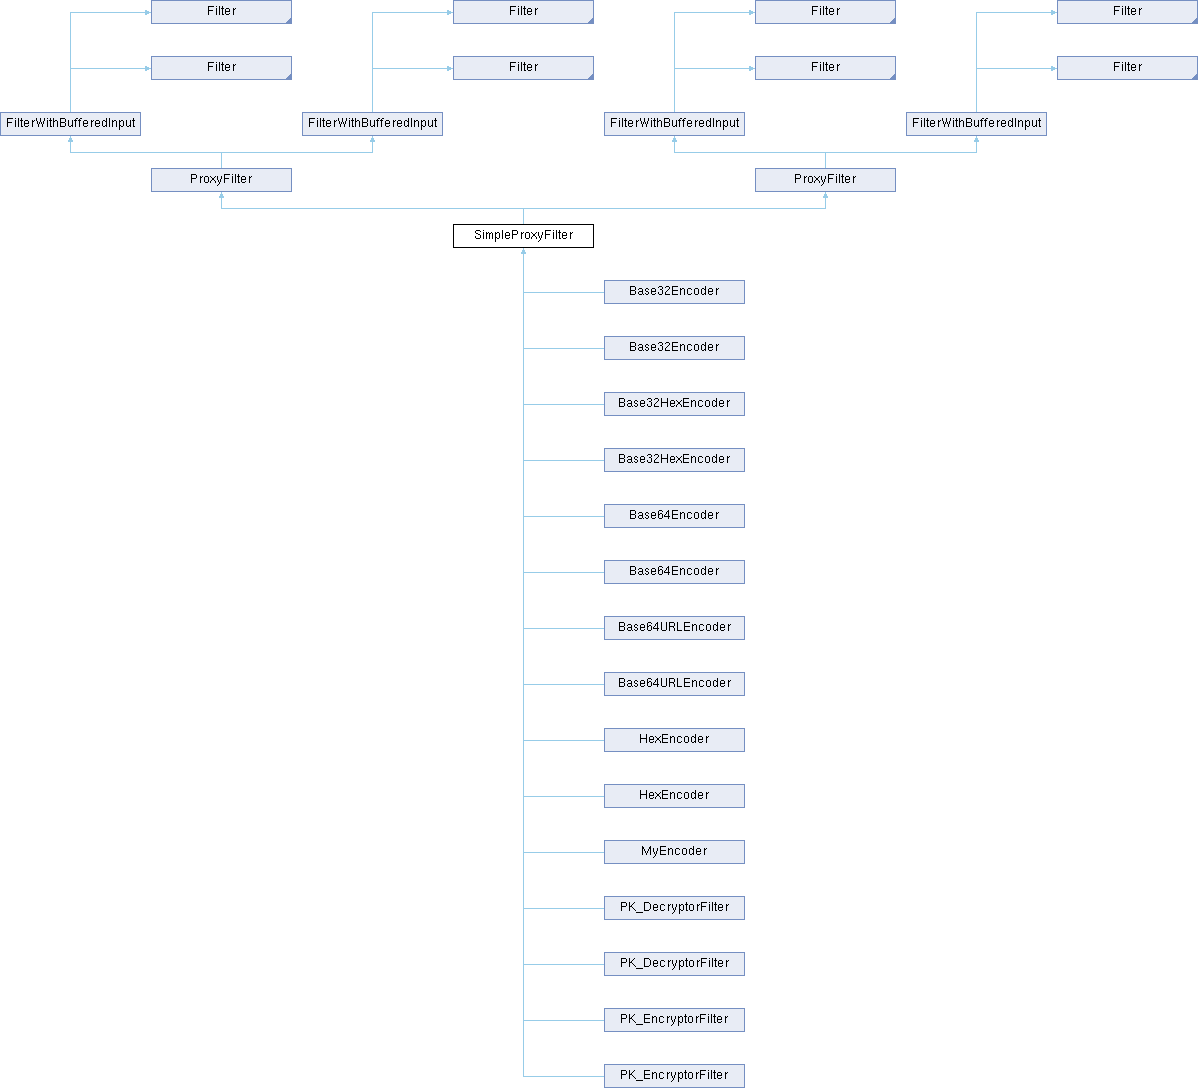 Filter
Filter
Filter
Filter
Filter
Filter
Filter
Filter
FilterWithBufferedInput
FilterWithBufferedInput
FilterWithBufferedInput
FilterWithBufferedInput
ProxyFilter
ProxyFilter
SimpleProxyFilter
Base32Encoder
Base32Encoder
Base32HexEncoder
Base32HexEncoder
Base64Encoder
Base64Encoder
Base64URLEncoder
Base64URLEncoder
HexEncoder
HexEncoder
MyEncoder
PK_DecryptorFilter
PK_DecryptorFilter
PK_EncryptorFilter
PK_EncryptorFilter